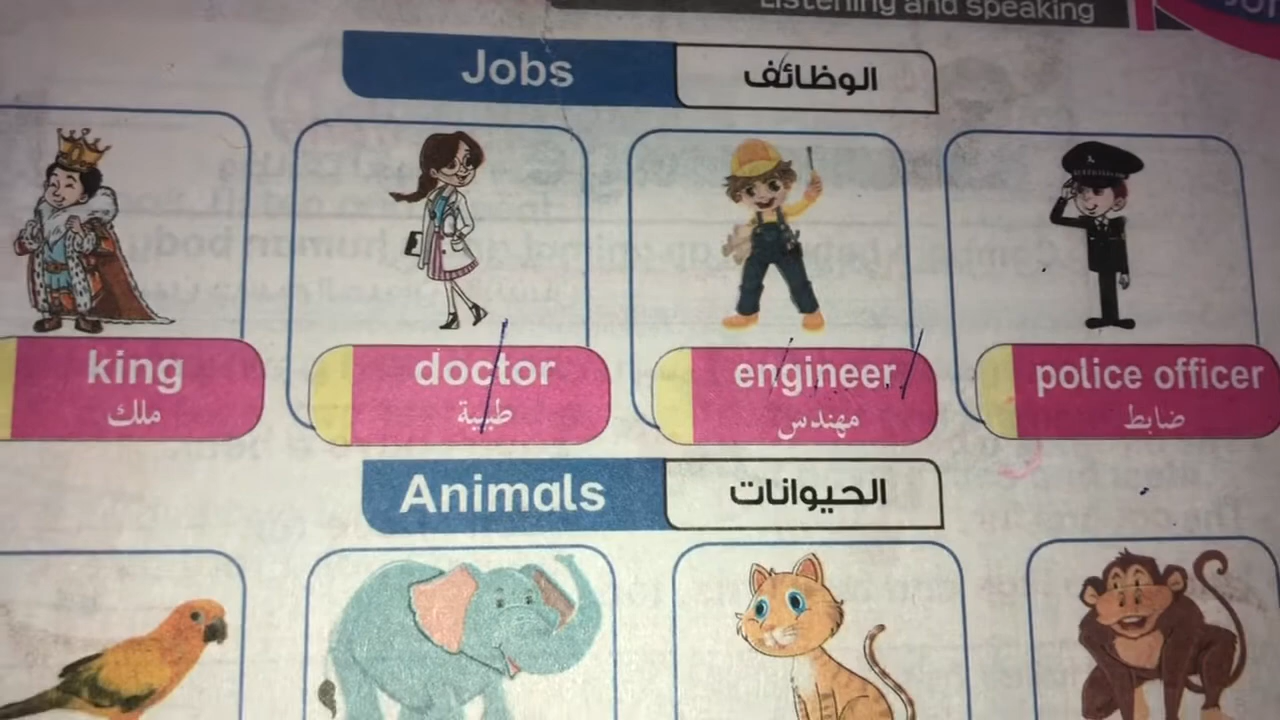 Listening and speaking
Jobs الوظائف
king
ملك
doctor
طبيبة
engineer
مهندس
police officer
ضابط
Animals الحيوانات